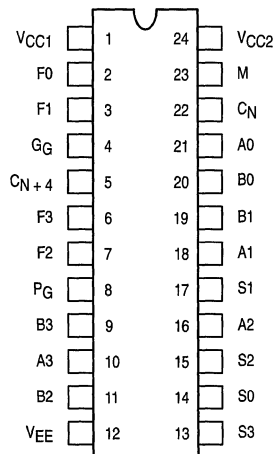 VCC1 1 24 VCC2
F0 2 23 M
F1 3 22 CN
GG 4 21 A0
CN + 4 5 20 B0
F3 6 19 B1
F2 7 18 A1
PG 8 17 S1
B3 9 16 A2
A3 10 15 S2
B2 11 14 S0
VEE 12 13 S3